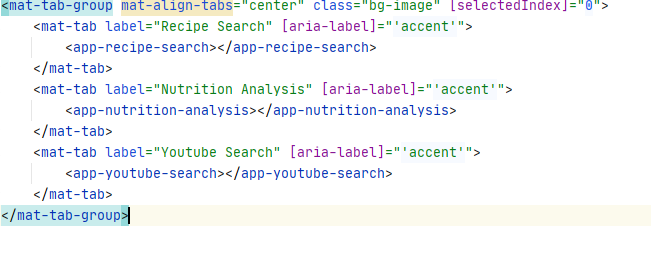 <mat-tab-group mat-align-tabs="center" class="bg-image" [selectedIndex]="0">
<mat-tab label="Recipe Search" [aria-label]="'accent'">
<app-recipe-search></app-recipe-search>
</mat-tab>
<mat-tab label="Nutrition Analysis" [aria-label]="'accent'">
<app-nutrition-analysis></app-nutrition-analysis>
</mat-tab>
<mat-tab label="Youtube Search" [aria-label]="'accent'">
<app-youtube-search></app-youtube-search>
</mat-tab>
</mat-tab-group>